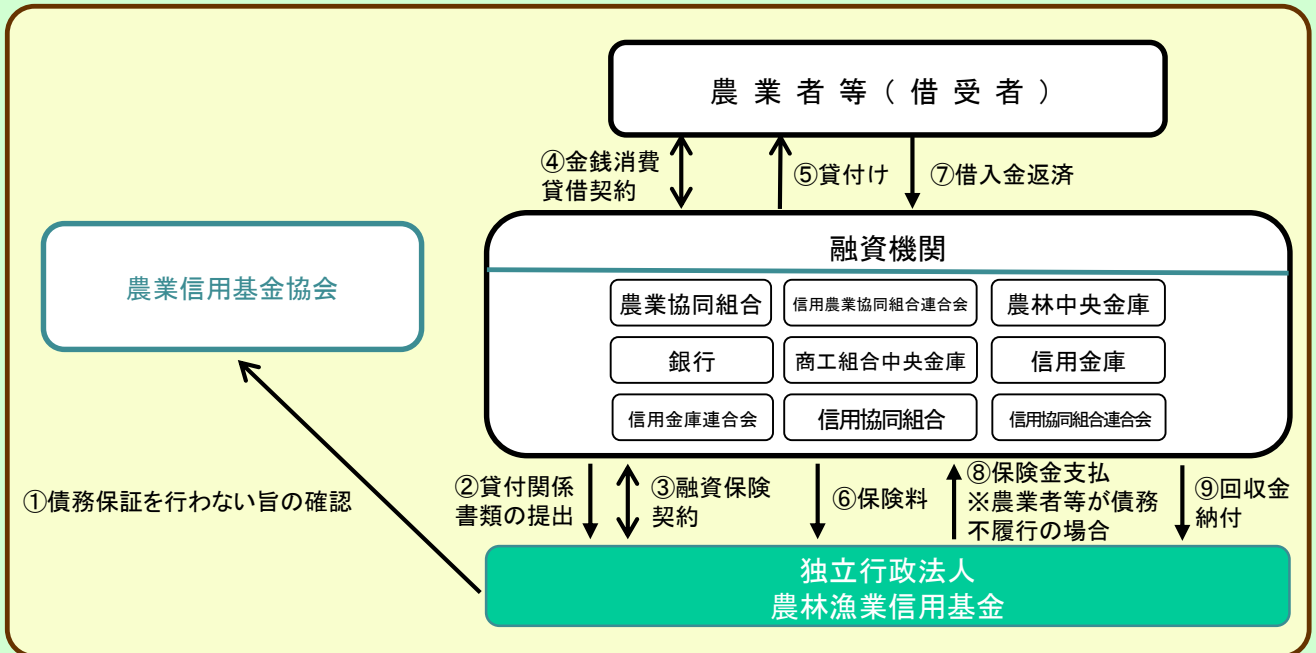 農業者等（借受者）
④金銭消費
貸借契約
⑤貸付け
⑦借入金返済
農業信用基金協会
融資機関
農業協同組合
信用農業協同組合連合会
農林中央金庫
銀行
商工組合中央金庫
信用金庫
信用金庫連合会
信用協同組合
信用協同組合連合会
①債務保証を行わない旨の確認
②貸付関係
書類の提出
③融資保険
契約
⑥保険料
⑧保険金支払
※農業者等が債務
不履行の場合
⑨回収金
納付
独立行政法人
農林漁業信用基金